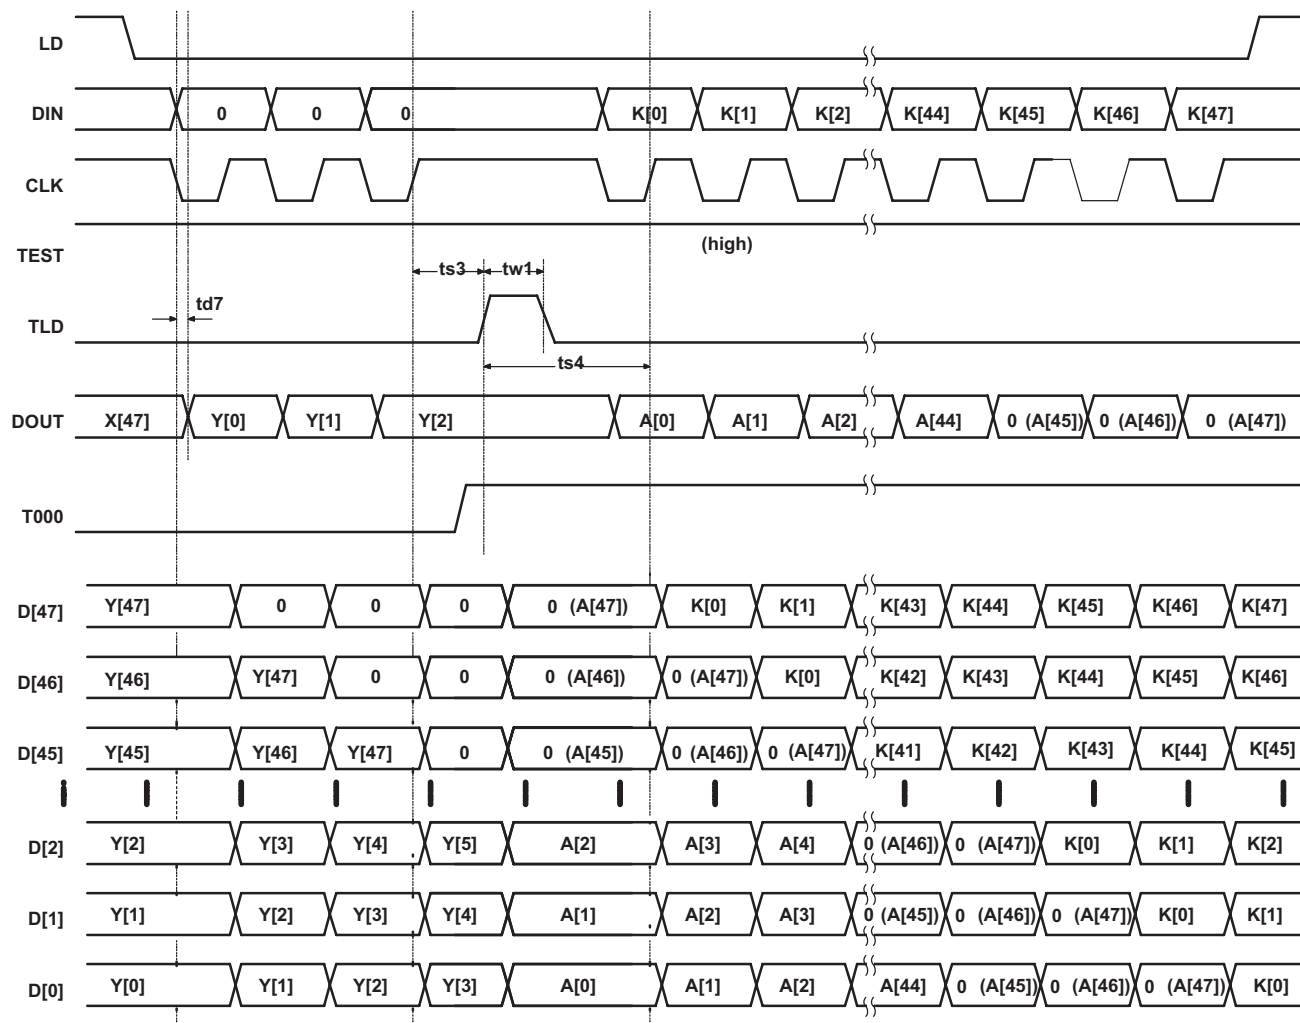 LD
DIN 0 0 0 K[0] K[1] K[2] K[44] K[45] K[46] K[47]
CLK
(high)
TEST
ts3 tw1
td7
TLD
ts4
DOUT X[47] Y[0] Y[1] Y[2] A[0] A[1] A[2] A[44] 0 (A[45]) 0 (A[46]) 0 (A[47])
T000
D[47] Y[47] 0 0 0 0 (A[47]) K[0] K[1] K[43] K[44] K[45] K[46] K[47]
D[46] Y[46] Y[47] 0 0 0 (A[46]) 0 (A[47]) K[0] K[42] K[43] K[44] K[45] K[46]
D[45] Y[45] Y[46] Y[47] 0 0 (A[45]) 0 (A[46]) 0 (A[47]) K[41] K[42] K[43] K[44] K[45]
D[2] Y[2] Y[3] Y[4] Y[5] A[2] A[3] A[4] 0 (A[46]) 0 (A[47]) K[0] K[1] K[2]
D[1] Y[1] Y[2] Y[3] Y[4] A[1] A[2] A[3] 0 (A[45]) 0 (A[46]) 0 (A[47]) K[0] K[1]
D[0] Y[0] Y[1] Y[2] Y[3] A[0] A[1] A[2] A[44] 0 (A[45]) 0 (A[46]) 0 (A[47]) K[0]